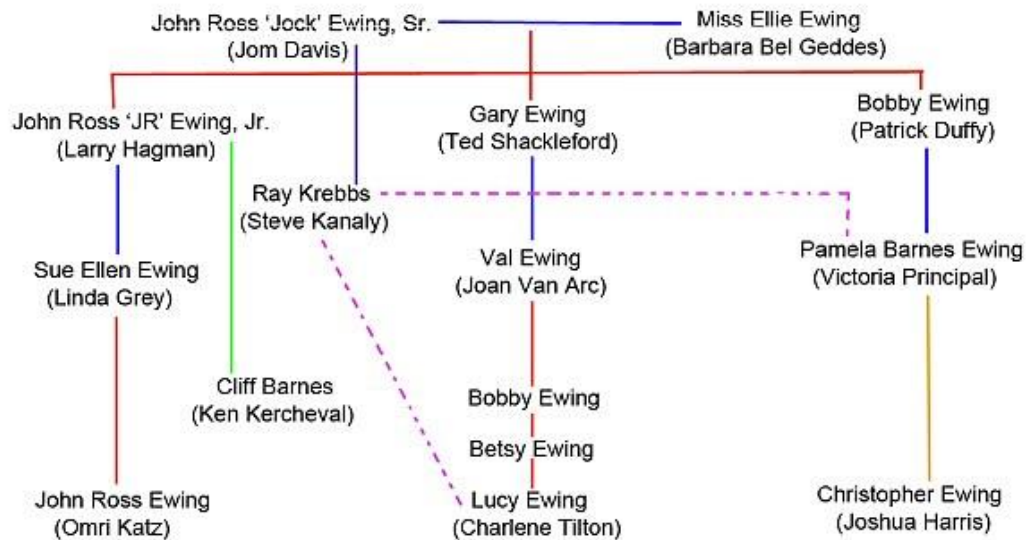 John Ross ‘Jock’ Ewing, Sr.
(Jom Davis)
Miss Ellie Ewing
(Barbara Bel Geddes)
John Ross ‘JR’ Ewing, Jr.
(Larry Hagman)
Gary Ewing
(Ted Shackleford)
Bobby Ewing
(Patrick Duffy)
Ray Krebbs
(Steve Kanaly)
Sue Ellen Ewing
(Linda Grey)
Val Ewing
(Joan Van Arc)
Pamela Barnes Ewing
(Victoria Principal)
Cliff Barnes
(Ken Kercheval)
Bobby Ewing
Betsy Ewing
John Ross Ewing
(Omri Katz)
Lucy Ewing
(Charlene Tilton)
Christopher Ewing
(Joshua Harris)